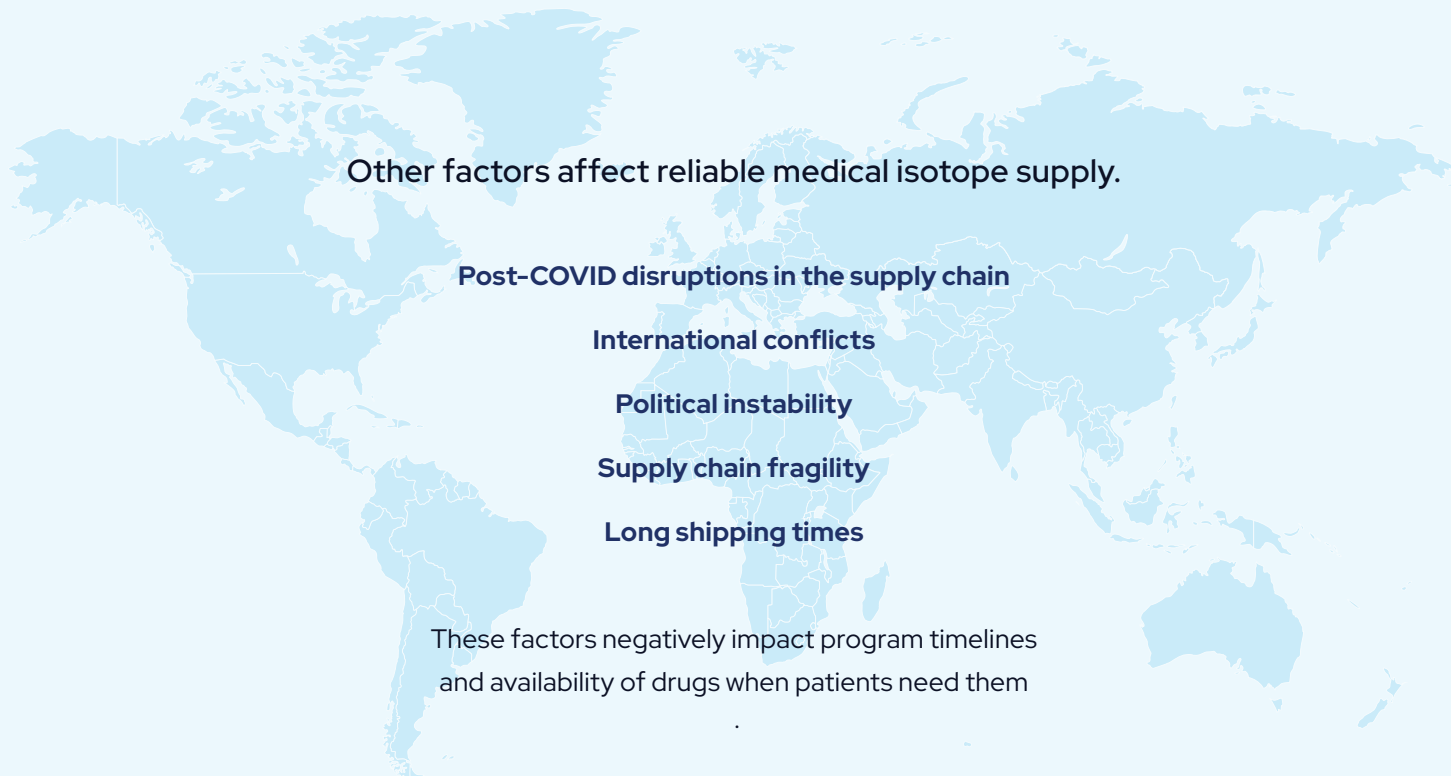 Other factors affect reliable medical isotope supply.
Post-COVID disruptions in the supply chain
International conflicts
Political instability
Supply chain fragility
Long shipping times
These factors negatively impact program timelines
and availability of drugs when patients need them
.